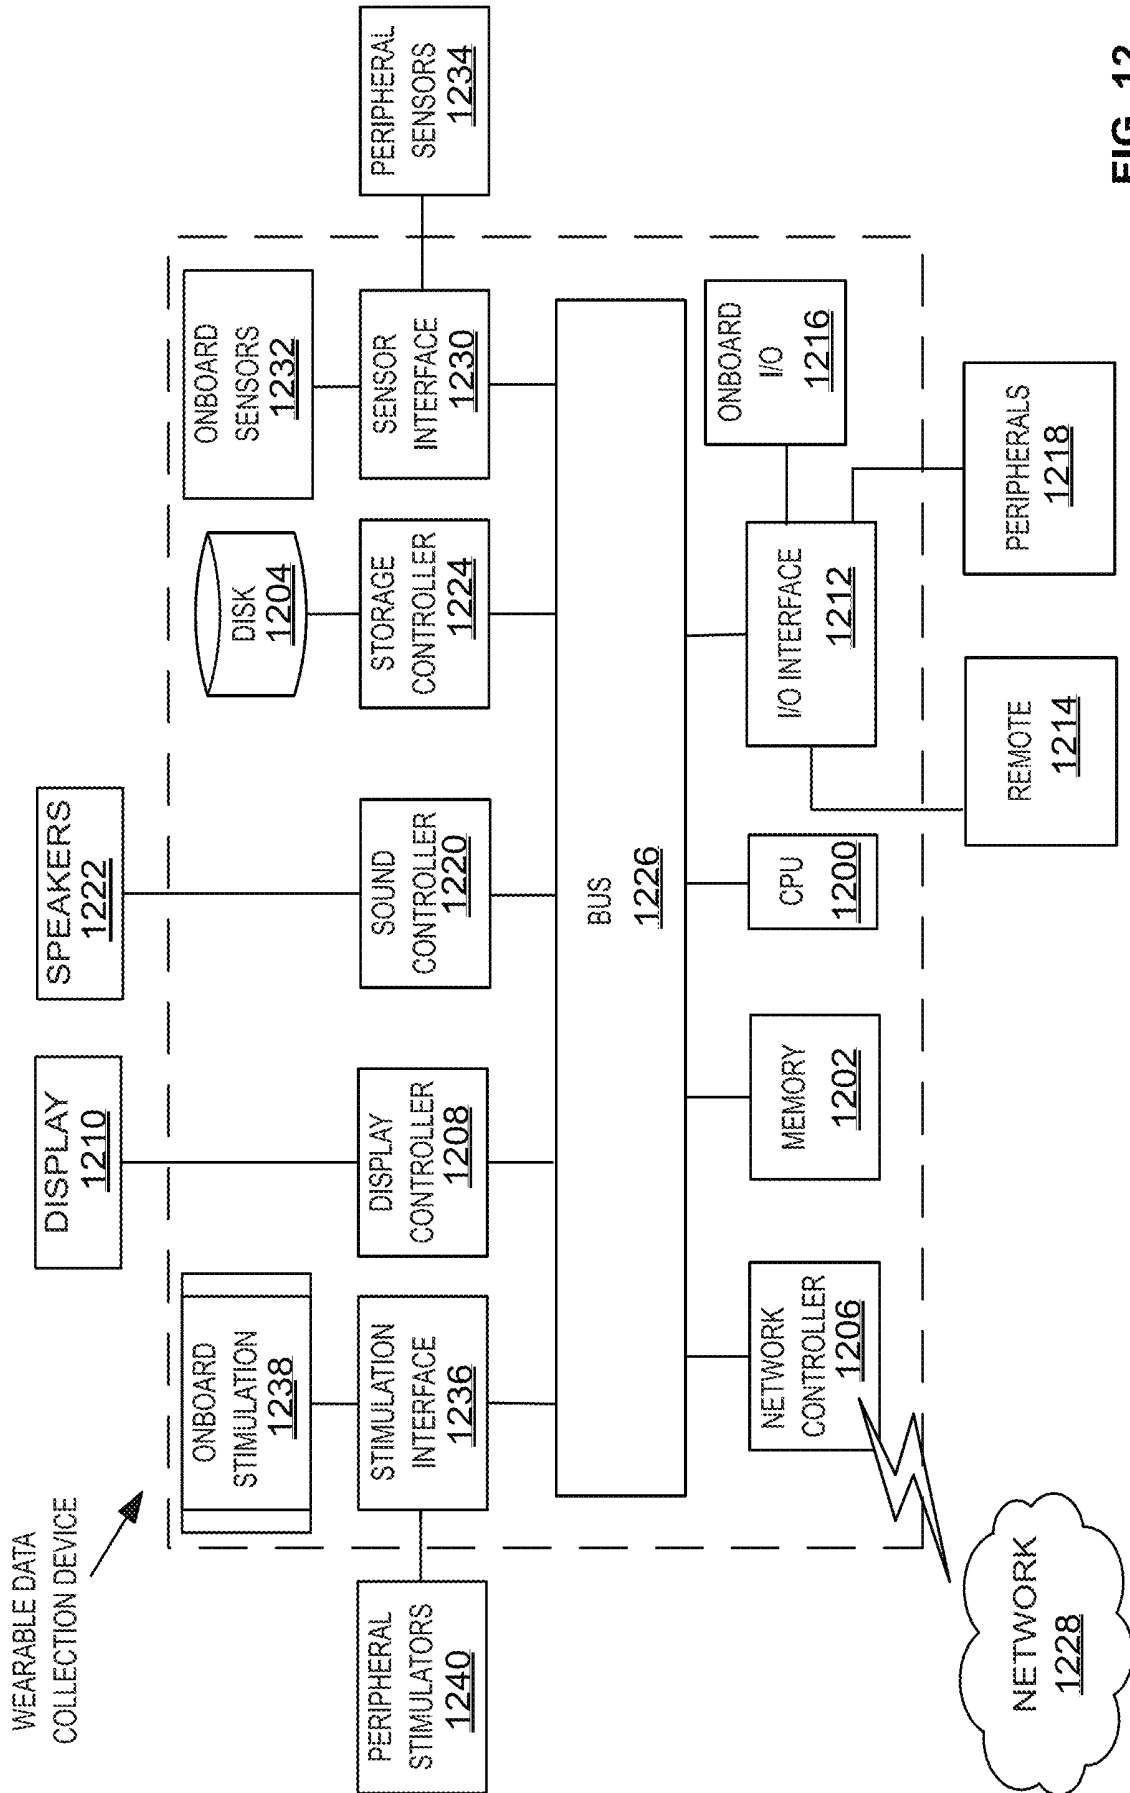 WEARABLE DATA
COLLECTION DEVICE
DISPLAY
1210
SPEAKERS
1222
ONBOARD
STIMULATION
1238
DISK
1204
ONBOARD
SENSORS
1232
PERIPHERAL
STIMULATORS
1240
STIMULATION
INTERFACE
1236
DISPLAY
CONTROLLER
1208
SOUND
CONTROLLER
1220
STORAGE
CONTROLLER
1224
SENSOR
INTERFACE
1230
PERIPHERAL
SENSORS
1234
BUS
1226
NETWORK
CONTROLLER
1206
MEMORY
1202
CPU
1200
I/O INTERFACE
1212
ONBOARD
I/O
1216
NETWORK
1228
REMOTE
1214
PERIPHERALS
1218
FIG. 12